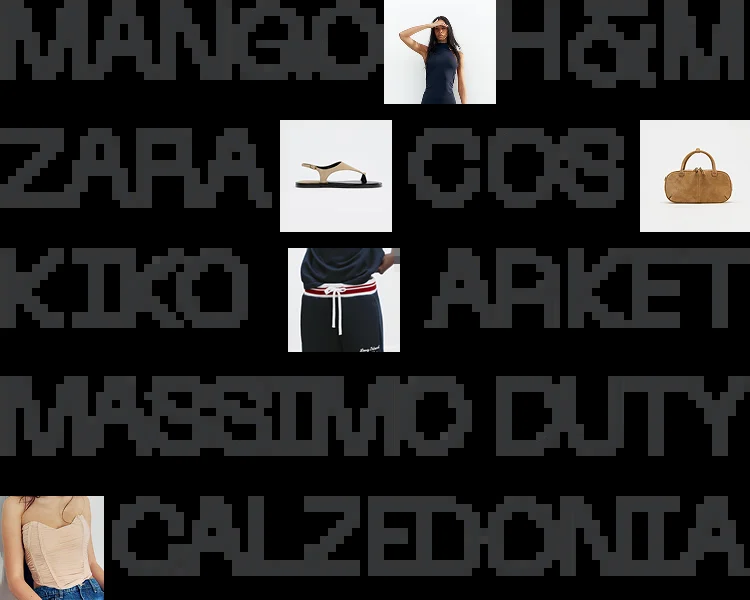 MANGO H&M
ZARA COS
KIKO ARKET
MASSIMO DUTY
CALZEDONIA